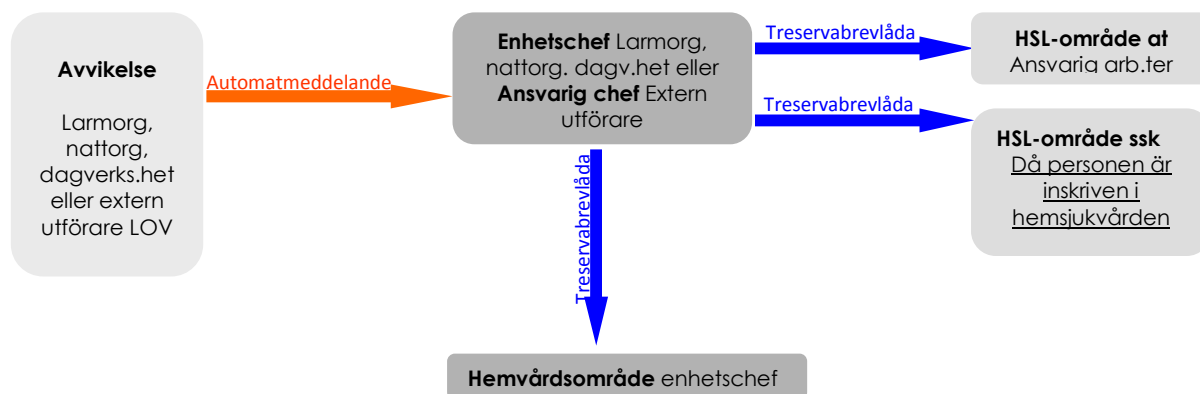 Avvikelse
Larmorg,
nattorg,
dagverks.het
eller extern
utförare LOV
Automatmeddelande
Enhetschef Larmorg,
nattorg. dagv.het eller
Ansvarig chef Extern
utförare
Treservabrevlåda
HSL-område at
Ansvarig arb.ter
Treservabrevlåda
HSL-område ssk
Då personen är
inskriven i
hemsjukvården
Treservabrevlåda
Hemvårdsområde enhetschef